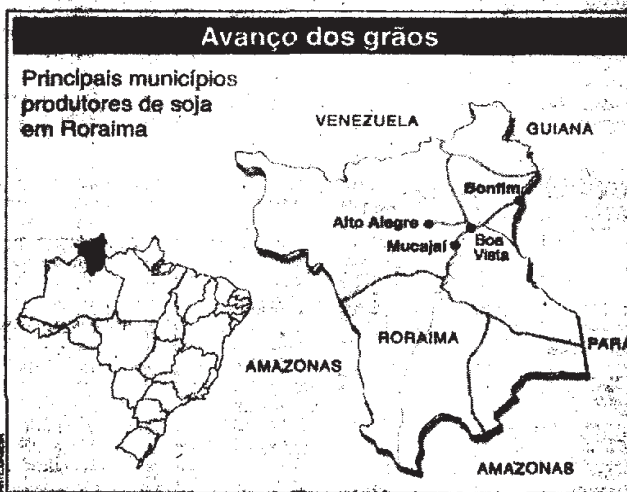 Avanço dos grãos
Principais municípios
produtores de soja
em Roraima
VENEZUELA
GUIANA
Bonfim
Alto Alegre
Mucajaí
Boa
Vista
RORAIMA
PARÁ
AMAZONAS
AMAZONAS